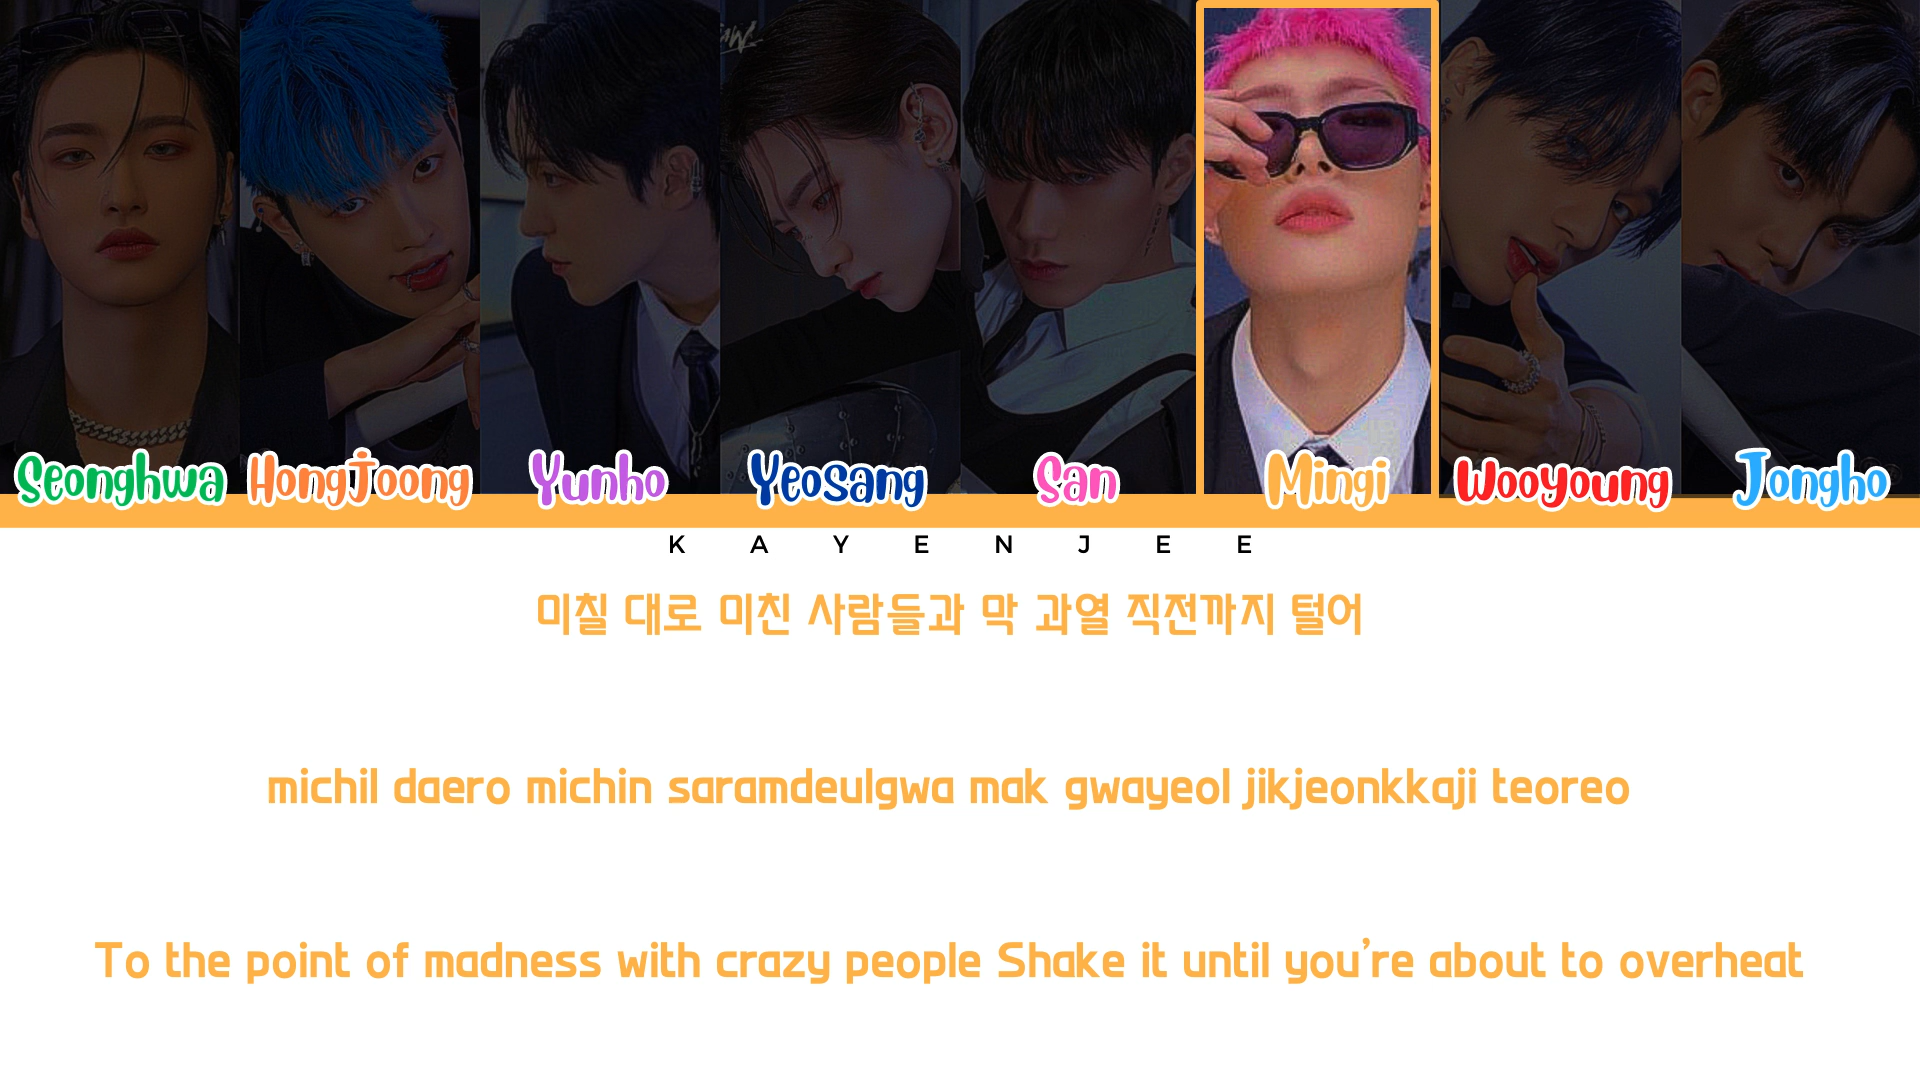 Seonghwa HongJoong Yunho Yeosang San Mingi Wooyoung Jongho
KAYENJEE
미칠 대로 미친 사람들과 막 과열 직전까지 털어
michil daero michin saramdeulgwa mak gwayeol jikjeonkkaji teoreo
To the point of madness with crazy people Shake it until you're about to overheat